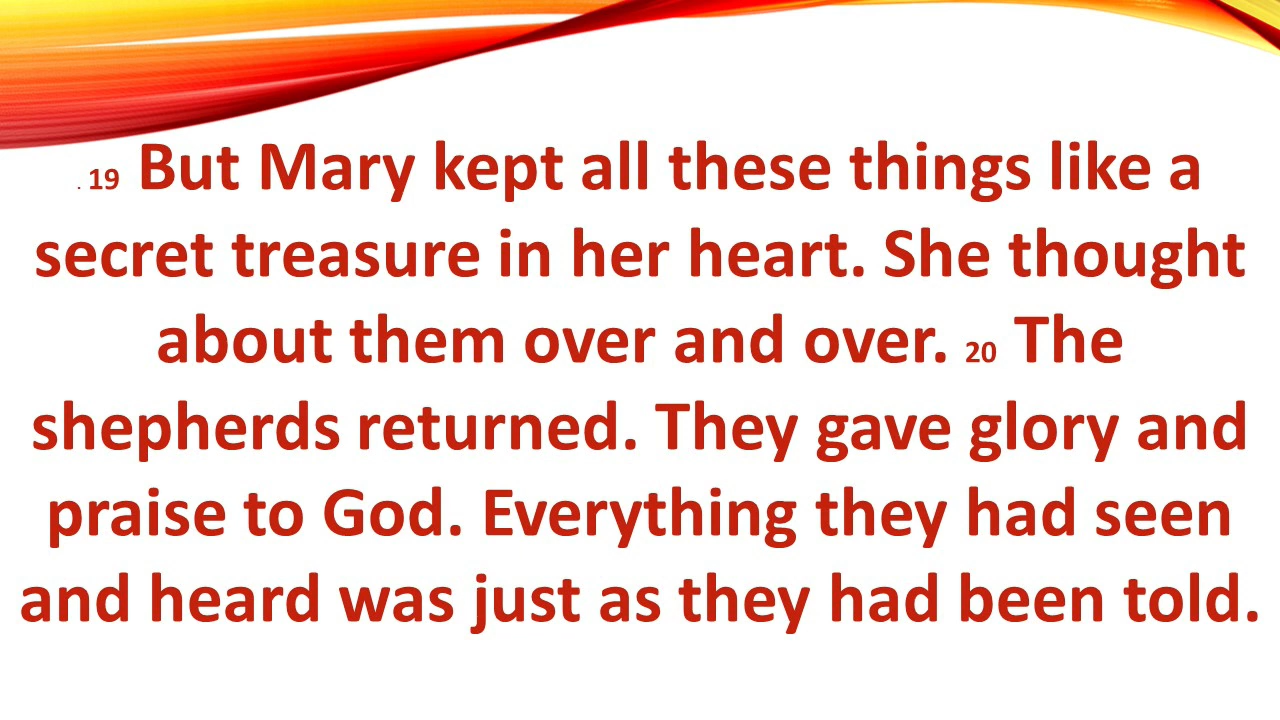 . 19 But Mary kept all these things like a
secret treasure in her heart. She thought
about them over and over. 20 The
shepherds returned. They gave glory and
praise to God. Everything they had seen
and heard was just as they had been told.